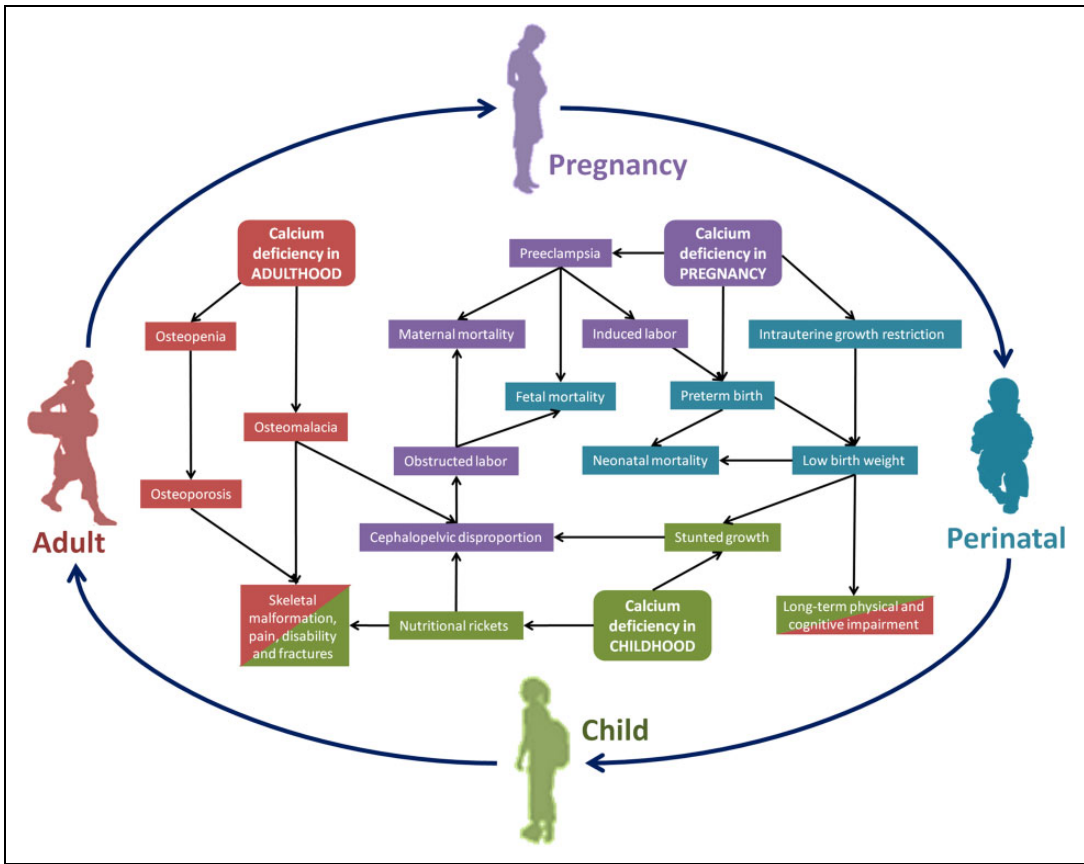 Pregnancy
Calcium
deficiency in
ADULTHOOD
Preeclampsia
Calcium
deficiency in
PREGNANCY
Osteopenia
Maternal mortality
Induced labor
Intrauterine growth restriction
Fetal mortality
Preterm birth
Osteomalacia
Obstructed labor
Neonatal mortality
Low birth weight
Osteoporosis
Adult
Cephalopelvic disproportion
Stunted growth
Perinatal
Skeletal
malformation,
pain, disability
and fractures
Nutritional rickets
Calcium
deficiency in
CHILDHOOD
Long-term physical and
cognitive impairment
Child